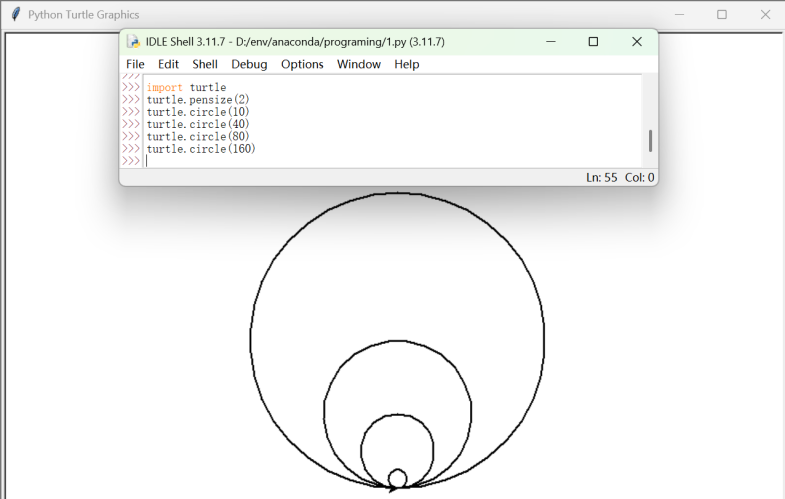 Python Turtle Graphics
IDLE Shell 3.11.7 - D:/env/anaconda/programing/1.py (3.11.7)
File Edit Shell Debug Options Window Help
>>>
>>> import turtle
>>> turtle.pensize(2)
>>> turtle.circle(10)
>>> turtle.circle(40)
>>> turtle.circle(80)
>>> turtle.circle(160)
>>>
Ln: 55 Col: 0